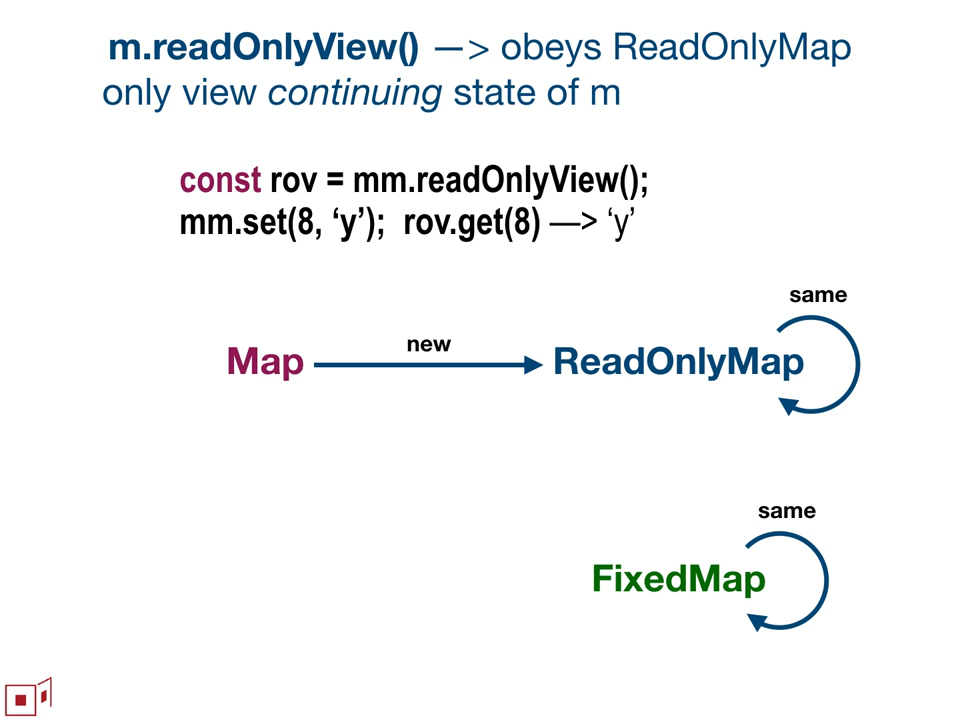 m.readOnlyView() —> obeys ReadOnlyMap
only view continuing state of m
const rov = mm.readOnlyView();
mm.set(8, ‘y’);  rov.get(8) —> ‘y’
same
new
Map
ReadOnlyMap
same
FixedMap